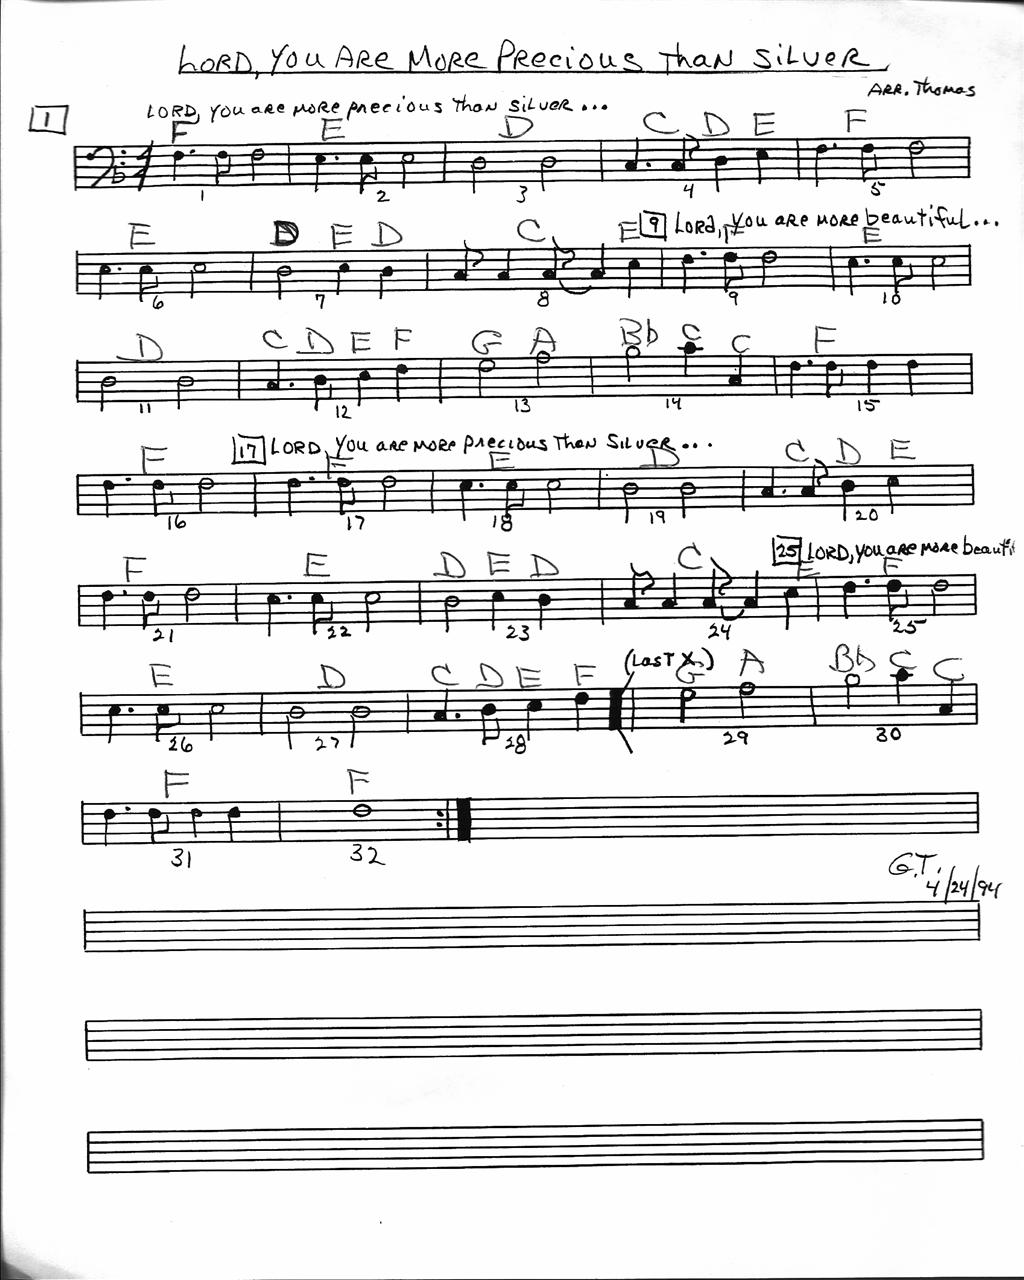 LORD, YOU ARE MORE PRECIOUS THAN SILVER
ARR. THOMAS
1 LORD, YOU ARE MORE PRECIOUS THAN SILVER...
F E D C D E F
1 2 3 4 5
9 LORD, YOU ARE MORE BEAUTIFUL...
E D E D C E F E
6 7 8 9 10
D C D E F G A Bb C C F
11 12 13 14 15
17 LORD, YOU ARE MORE PRECIOUS THAN SILVER...
F F E D C D E
16 17 18 19 20
25 LORD, YOU ARE MORE BEAUTI
F E D E D C E F
21 22 23 24 25
(LAST X)
E D C D E F G A Bb C C
26 27 28 29 30
F F
31 32
G.T.
4/24/94